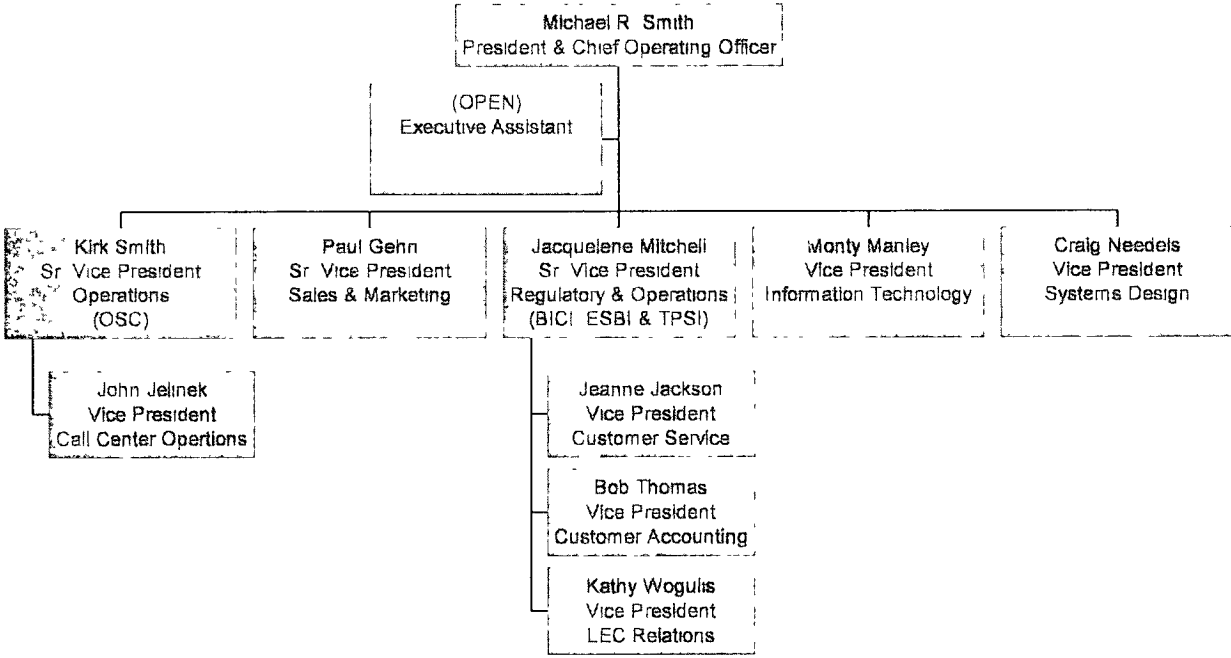 Michael R Smith
President & Chief Operating Officer
(OPEN)
Executive Assistant
Kirk Smith
Sr Vice President
Operations
(OSC)
Paul Gehn
Sr Vice President
Sales & Marketing
Jacquelene Mitchell
Sr Vice President
Regulatory & Operations
(BICI ESBI & TPSI)
Monty Manley
Vice President
Information Technology
Craig Needels
Vice President
Systems Design
John Jelinek
Vice President
Call Center Opertions
Jeanne Jackson
Vice President
Customer Service
Bob Thomas
Vice President
Customer Accounting
Kathy Wogulis
Vice President
LEC Relations